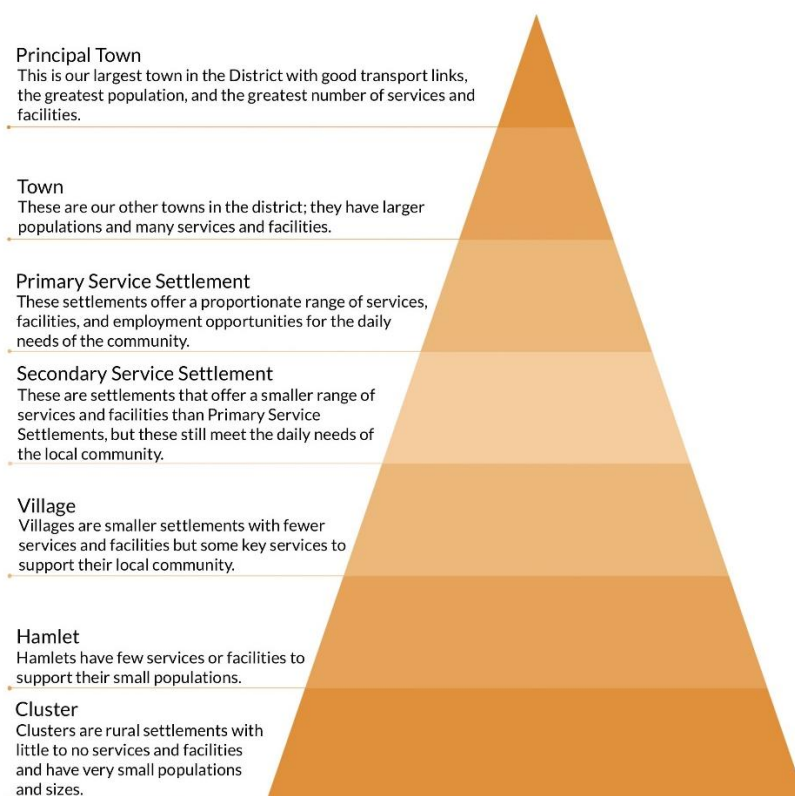 Principal Town
This is our largest town in the District with good transport links,
the greatest population, and the greatest number of services and
facilities.
Town
These are our other towns in the district; they have larger
populations and many services and facilities.
Primary Service Settlement
These settlements offer a proportionate range of services,
facilities, and employment opportunities for the daily
needs of the community.
Secondary Service Settlement
These are settlements that offer a smaller range of
services and facilities than Primary Service
Settlements, but these still meet the daily needs of
the local community.
Village
Villages are smaller settlements with fewer
services and facilities but some key services to
support their local community.
Hamlet
Hamlets have few services or facilities to
support their small populations.
Cluster
Clusters are rural settlements with
little to no services and facilities
and have very small populations
and sizes.